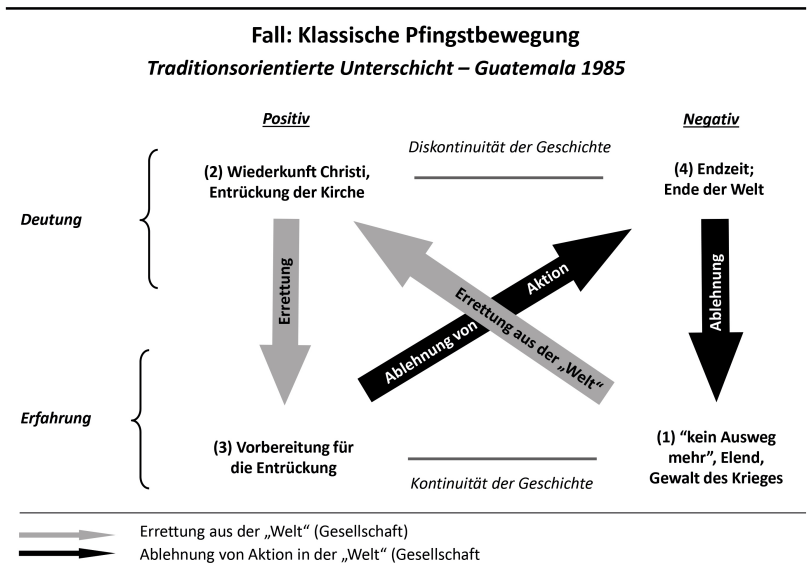 Fall: Klassische Pfingstbewegung
Traditionsorientierte Unterschicht – Guatemala 1985
Positiv
Negativ
Diskontinuität der Geschichte
(2) Wiederkunft Christi,
Entrückung der Kirche
(4) Endzeit;
Ende der Welt
Deutung
Errettung
Ablehnung von Aktion
Errettung aus der „Welt“
Ablehnung
Erfahrung
(3) Vorbereitung für
die Entrückung
(1) “kein Ausweg
mehr”, Elend,
Gewalt des Krieges
Kontinuität der Geschichte
Errettung aus der „Welt“ (Gesellschaft)
Ablehnung von Aktion in der „Welt“ (Gesellschaft